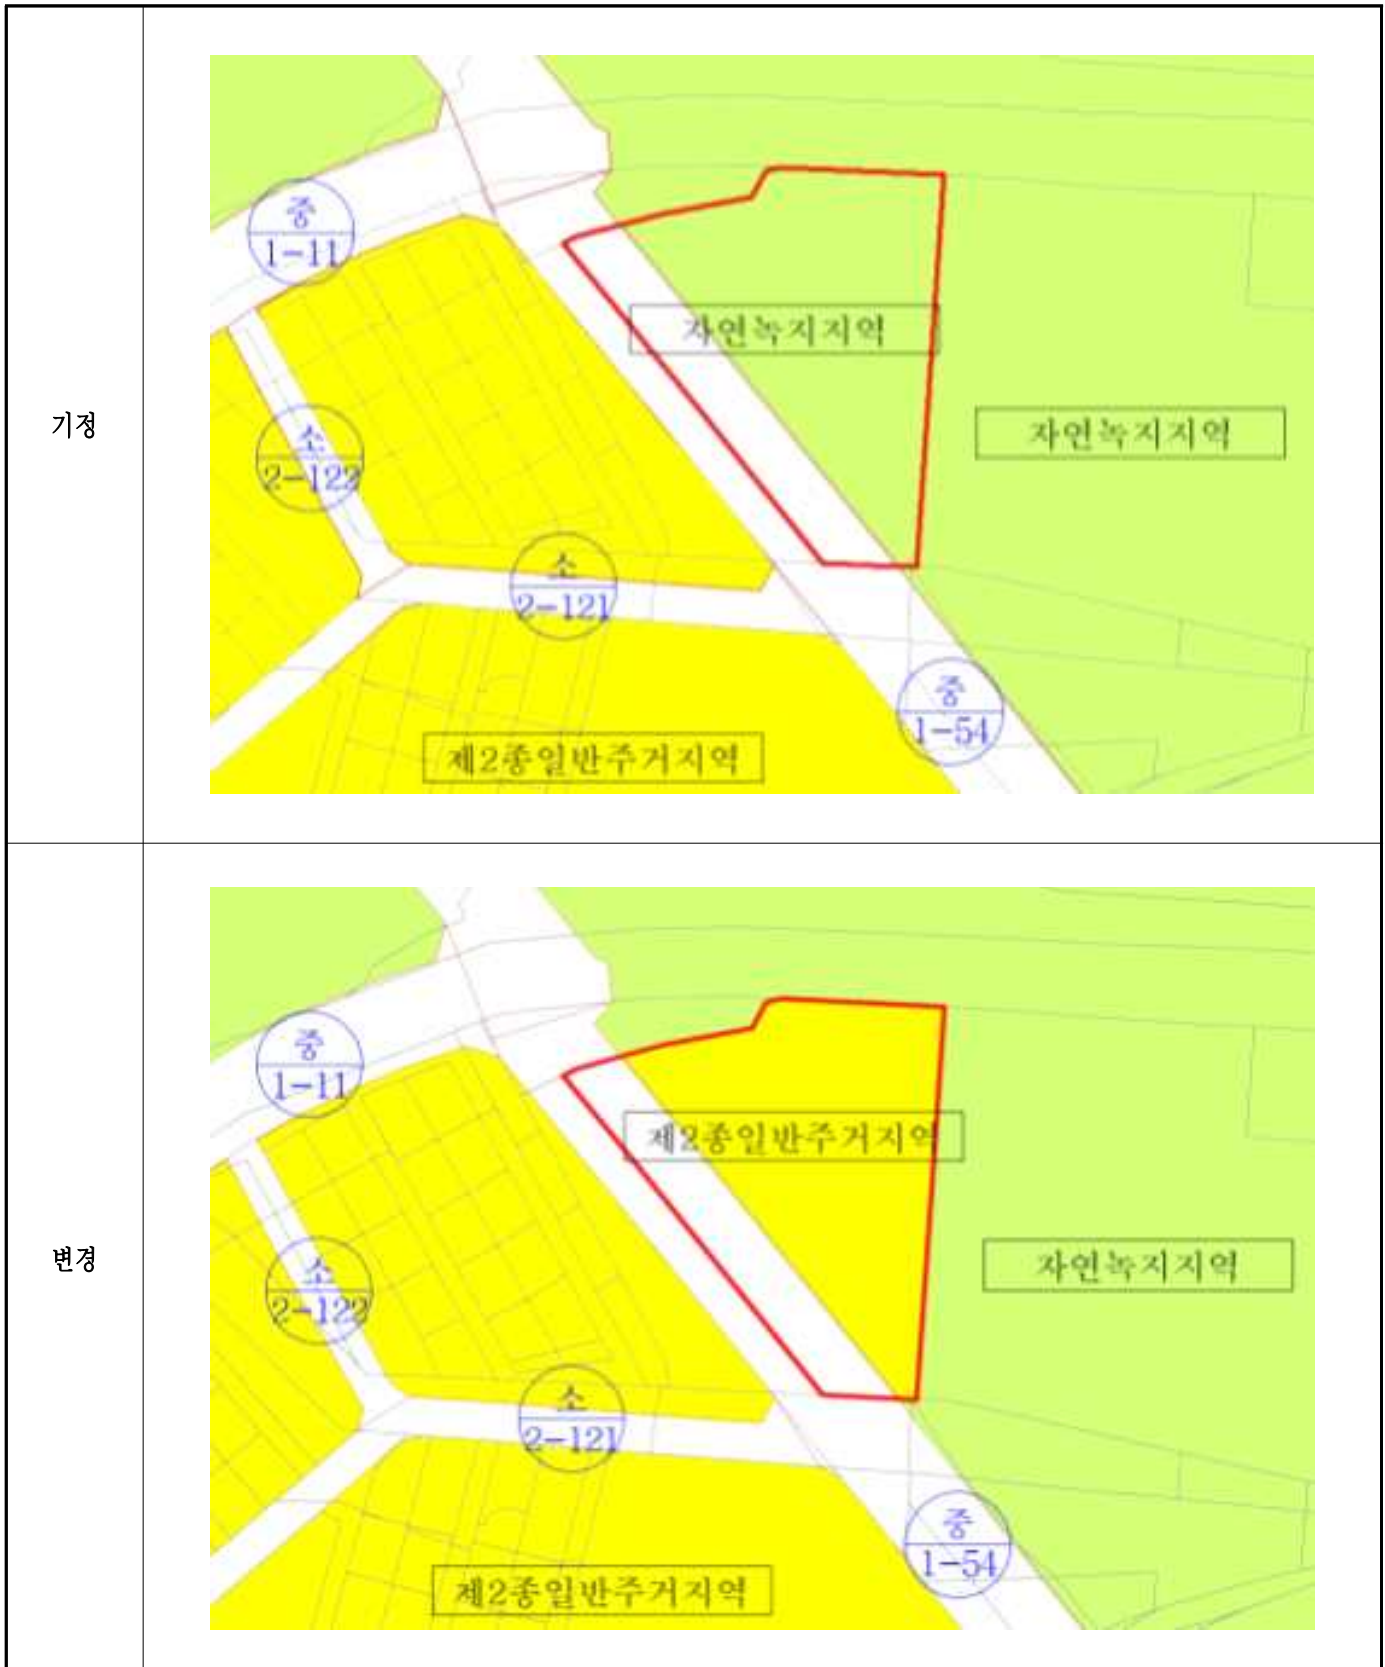 기정
중
1-11
자연녹지지역
자연녹지지역
소
2-122
소
2-121
중
1-54
제2종일반주거지역
변경
중
1-11
제2종일반주거지역
자연녹지지역
소
2-122
소
2-121
중
1-54
제2종일반주거지역